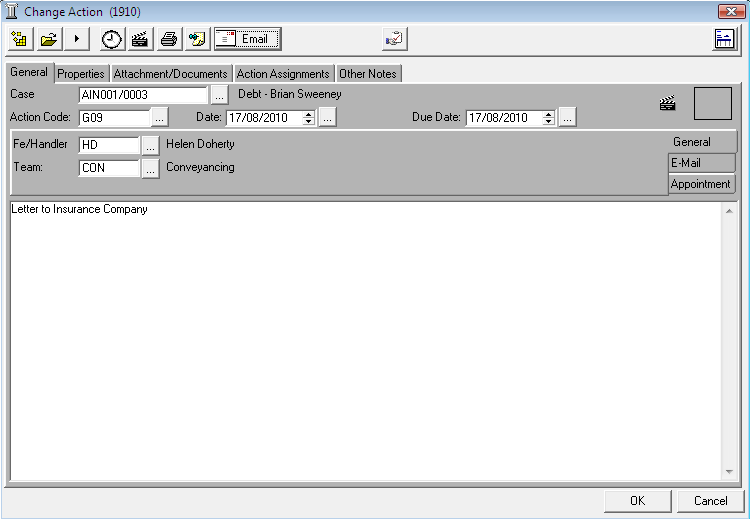 Change Action (1910)
Email
General Properties Attachment/Documents Action Assignments Other Notes
Case AIN001/0003 ... Debt - Brian Sweeney
Action Code: G09 ... Date: 17/08/2010 ... Due Date: 17/08/2010 ...
Fe/Handler HD ... Helen Doherty General
E-Mail
Team: CON ... Conveyancing
Appointment
Letter to Insurance Company
OK Cancel